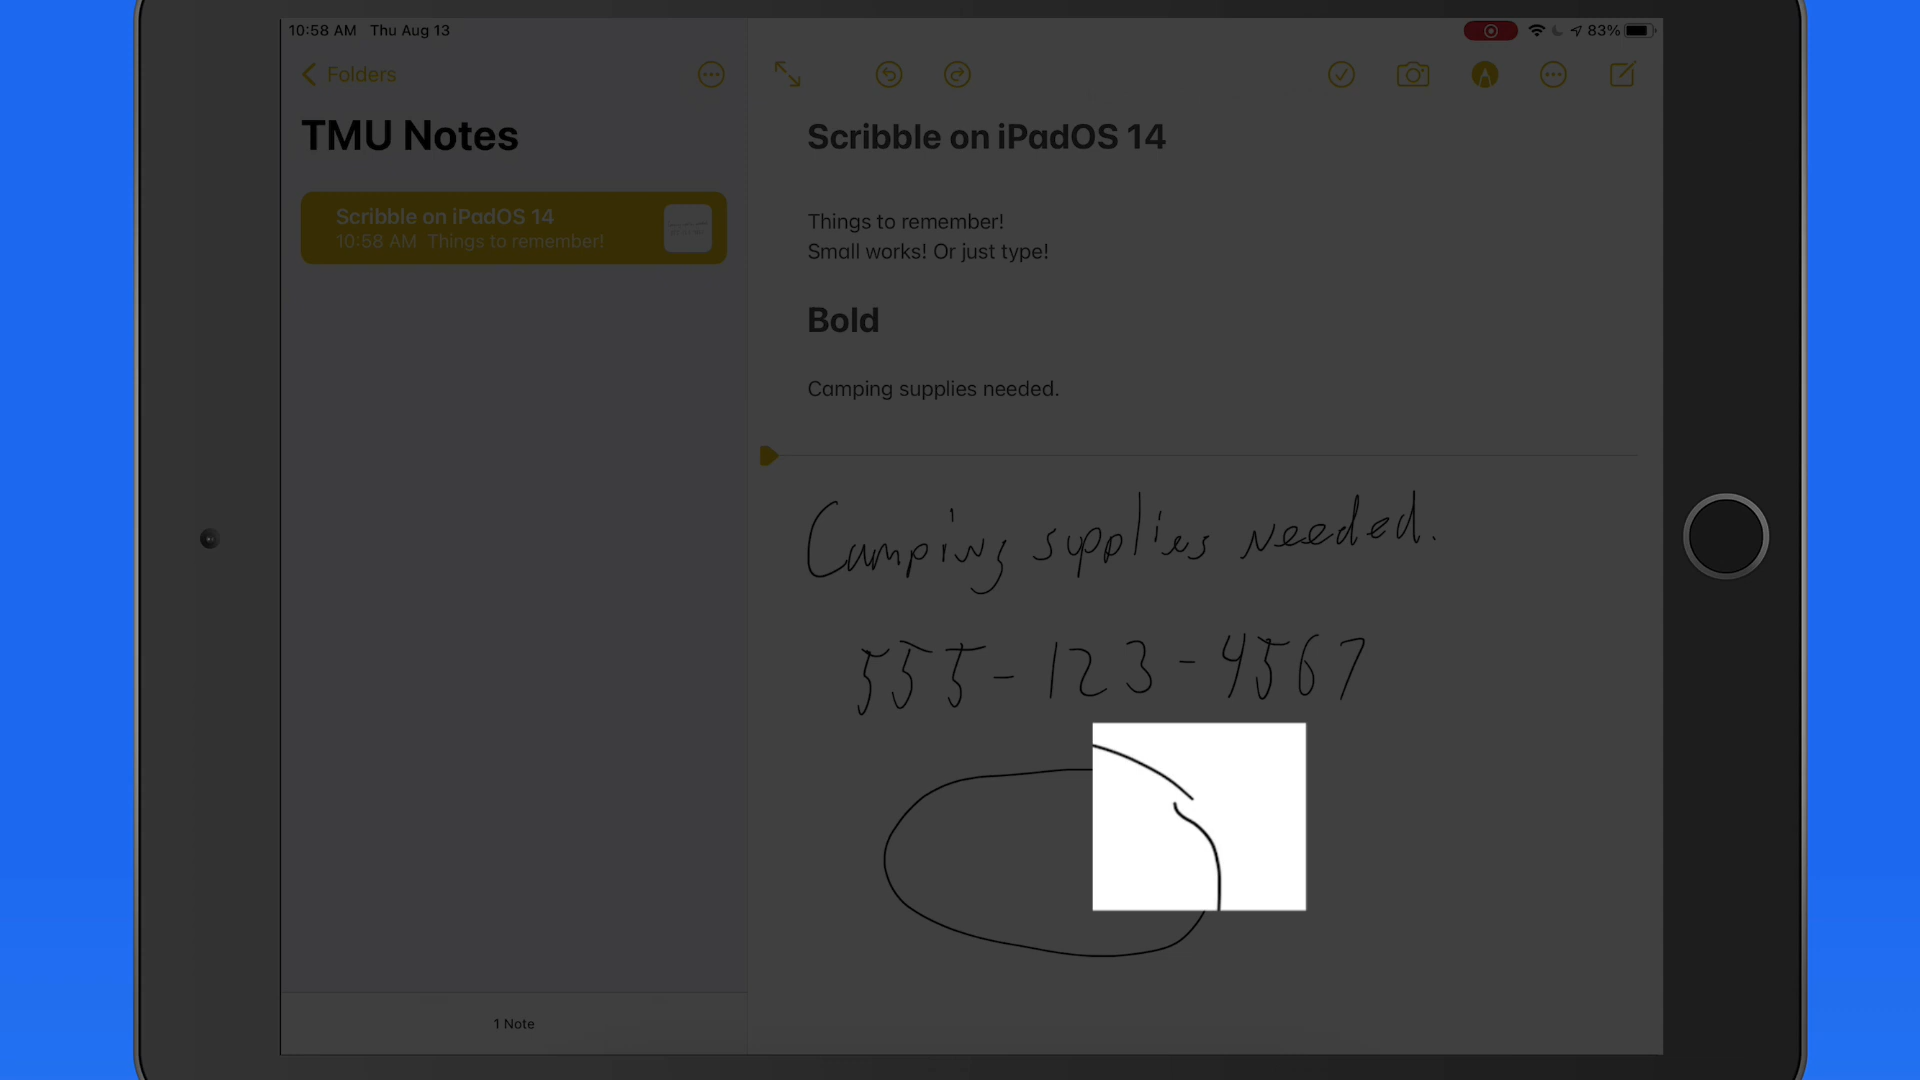 10:58 AM Thu Aug 13
83%
Folders
TMU Notes
Scribble on iPadOS 14
10:58 AM Things to remember!
1 Note
Scribble on iPadOS 14
Things to remember!
Small works! Or just type!
Bold
Camping supplies needed.
Camping supplies needed.
555-123-4567